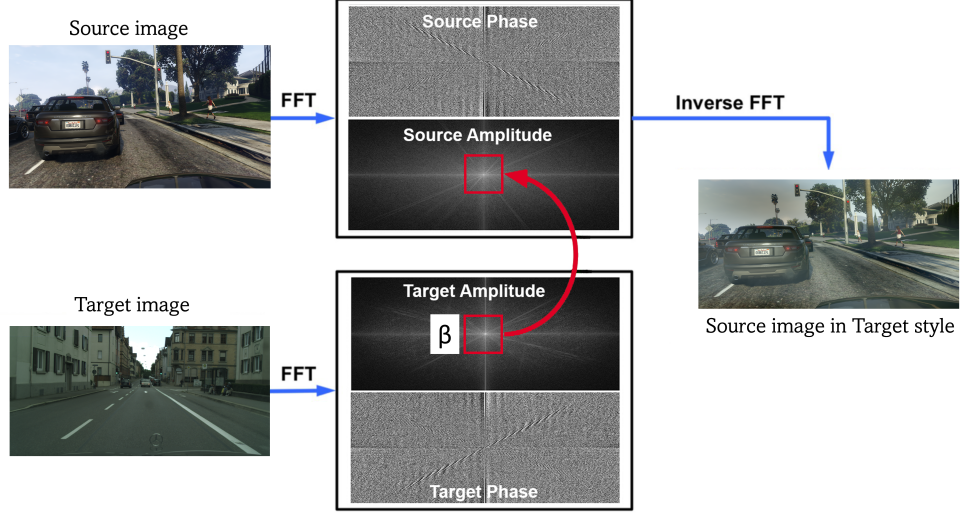 Source image
FFT
Source Phase
Source Amplitude
Inverse FFT
Target image
FFT
Target Amplitude
β
Target Phase
Source image in Target style